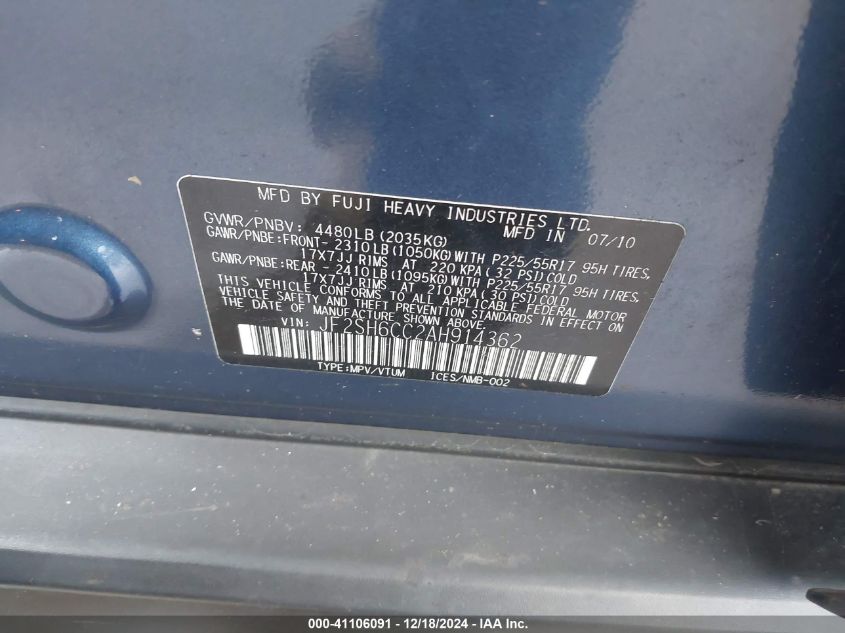 MFD BY FUJI HEAVY INDUSTRIES LTD.
GVWR/PNBV: 4480LB (2035KG) MFD IN 07/10
GAWR/PNBE:FRONT- 2310LB(1050KG)WITH P225/55R17 95H TIRES,
17X7JJ RIMS AT 220 KPA(32 PSI)COLD
GAWR/PNBE:REAR - 2410LB(1095KG)WITH P225/55R17 95H TIRES,
17X7JJ RIMS AT 210 KPA(30 PSI)COLD
THIS VEHICLE CONFORMS TO ALL APPLICABLE FEDERAL MOTOR
VEHICLE SAFETY AND THEFT PREVENTION STANDARDS IN EFFECT ON
THE DATE OF MANUFACTURE SHOWN ABOVE.
VIN: JF2SH6CC2AH914362
TYPE:MPV/VTUM ICES/NMB-002
000-41106091 - 12/18/2024 - IAA Inc.